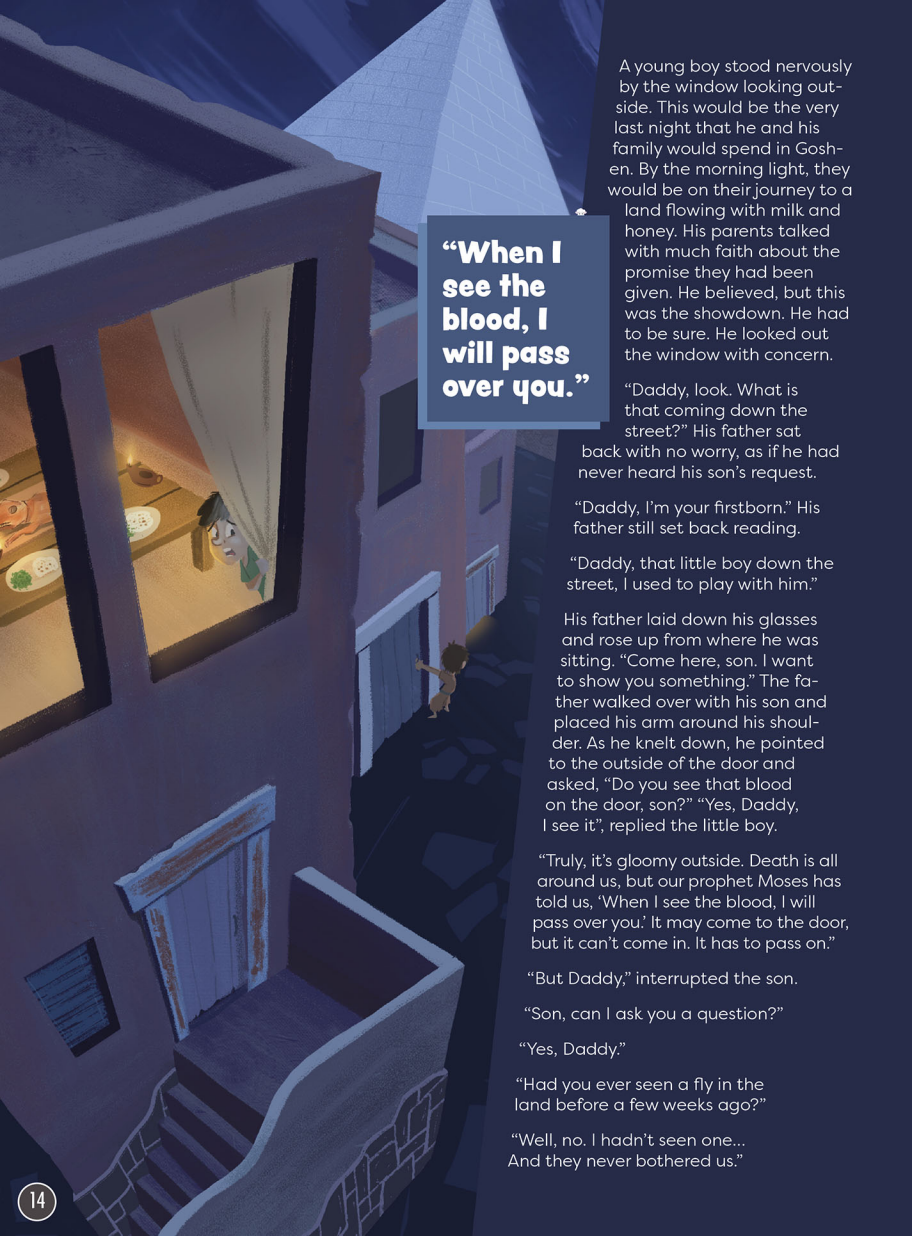 “When I
see the
blood, I
will pass
over you.”
A young boy stood nervously
by the window looking out-
side. This would be the very
last night that he and his
family would spend in Gosh-
en. By the morning light, they
would be on their journey to a
land flowing with milk and
honey. His parents talked
with much faith about the
promise they had been
given. He believed, but this
was the showdown. He had
to be sure. He looked out
the window with concern.
“Daddy, look. What is
that coming down the
street?” His father sat
back with no worry, as if he had
never heard his son’s request.
“Daddy, I’m your firstborn.” His
father still set back reading.
“Daddy, that little boy down the
street, I used to play with him.”
His father laid down his glasses
and rose up from where he was
sitting. “Come here, son. I want
to show you something.” The fa-
ther walked over with his son and
placed his arm around his shoul-
der. As he knelt down, he pointed
to the outside of the door and
asked, “Do you see that blood
on the door, son?” “Yes, Daddy,
I see it”, replied the little boy.
“Truly, it’s gloomy outside. Death is all
around us, but our prophet Moses has
told us, ‘When I see the blood, I will
pass over you.’ It may come to the door,
but it can’t come in. It has to pass on.”
“But Daddy,” interrupted the son.
“Son, can I ask you a question?”
“Yes, Daddy.”
“Had you ever seen a fly in the
land before a few weeks ago?”
“Well, no. I hadn’t seen one...
And they never bothered us.”
14